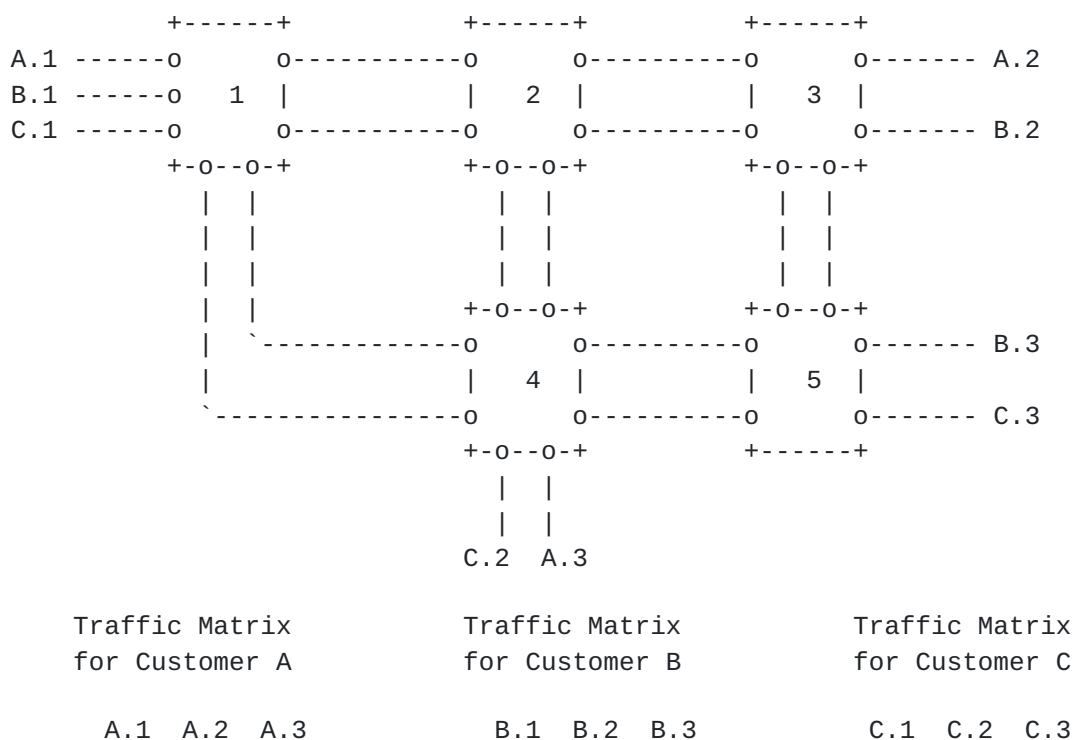 +------+           +------+          +------+
A.1 ------o      o-----------o      o----------o      o------- A.2
B.1 ------o   1  |           |   2  |          |   3  |
C.1 ------o      o-----------o      o----------o      o------- B.2
              +-o--o-+           +-o--o-+          +-o--o-+
                |  |               |  |              |  |
                |  |               |  |              |  |
                |  |               |  |              |  |
                |  |             +-o--o-+          +-o--o-+
                |  `-------------o      o----------o      o------- B.3
                |                |   4  |          |   5  |
                `----------------o      o----------o      o------- C.3
                                 +-o--o-+          +------+
                                   |  |
                                   |  |
                                 C.2  A.3
Traffic Matrix           Traffic Matrix           Traffic Matrix
for Customer A           for Customer B           for Customer C
A.1  A.2  A.3            B.1  B.2  B.3            C.1  C.2  C.3